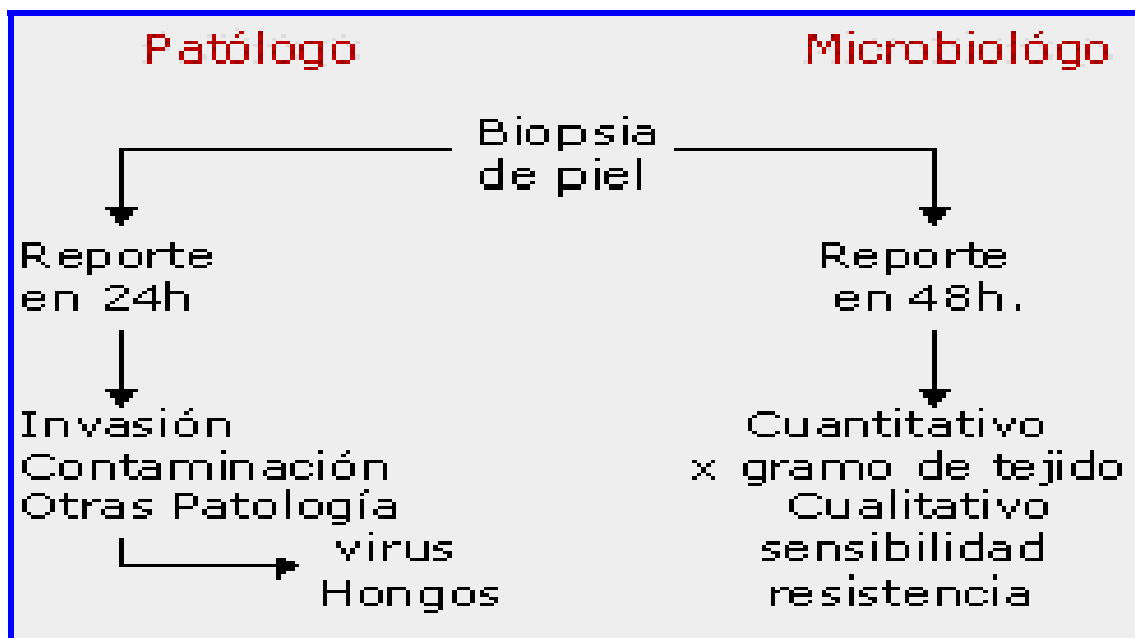 Patólogo
Microbiológo
Biopsia
de piel
Reporte
en 24h
Reporte
en 48h.
Invasión
Contaminación
Otras Patología
virus
Hongos
Cuantitativo
x gramo de tejido
Cualitativo
sensibilidad
resistencia